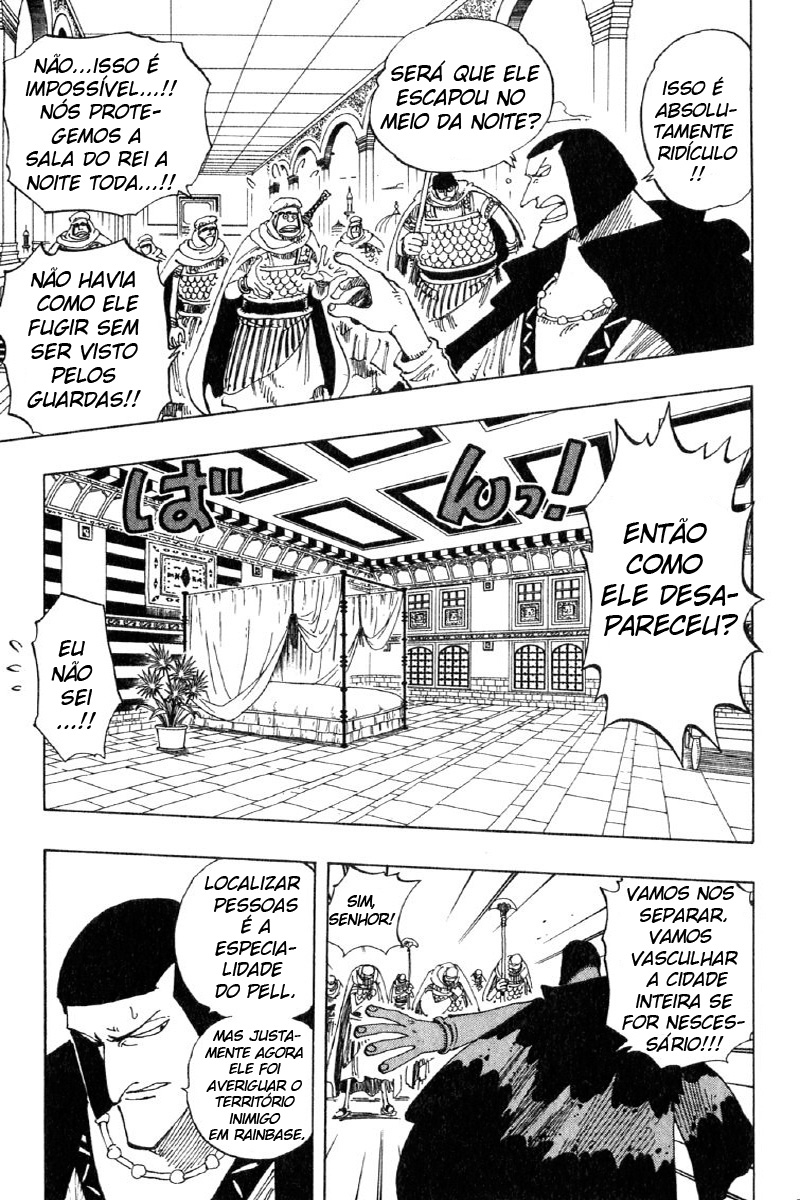 ISSO É
ABSOLU-
TAMENTE
RIDÍCULO
!!
SERÁ QUE ELE
ESCAPOU NO
MEIO DA NOITE?
NÃO...ISSO É
IMPOSSÍVEL...!!
NÓS PROTE-
GEMOS A
SALA DO REI A
NOITE TODA...!!
NÃO HAVIA
COMO ELE
FUGIR SEM
SER VISTO
PELOS
GUARDAS!!
ENTÃO
COMO
ELE DESA-
PARECEU?
ばんっ!
EU
NÃO
SEI
...!!
VAMOS NOS
SEPARAR.
VAMOS
VASCULHAR
A CIDADE
INTEIRA SE
FOR NESCES-
SÁRIO!!!
SIM,
SENHOR!
LOCALIZAR
PESSOAS
É A
ESPECIA-
LIDADE
DO PELL.
MAS JUSTA-
MENTE AGORA
ELE FOI
AVERIGUAR O
TERRITÓRIO
INIMIGO
EM RAINBASE.